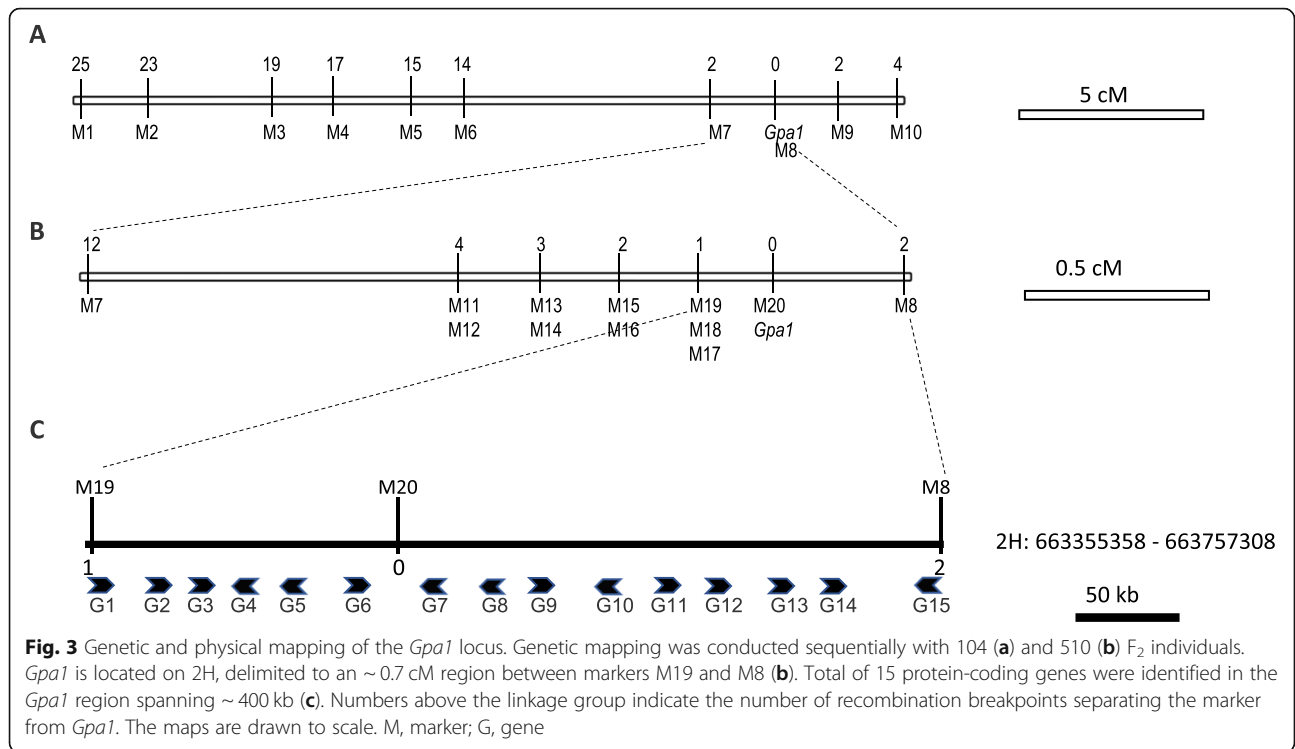 A
25 23 19 17 15 14 2 0 2 4
5 cM
M1 M2 M3 M4 M5 M6 M7 Gpa1 M9 M10
M8
B
12 4 3 2 1 0 2
0.5 cM
M7 M11 M13 M15 M19 M20 M8
M12 M14 M16 M18 Gpa1
M17
C
M19 M20 M8
2H: 663355358 - 663757308
1 0 2
G1 G2 G3 G4 G5 G6 G7 G8 G9 G10 G11 G12 G13 G14 G15
50 kb
Fig. 3 Genetic and physical mapping of the Gpa1 locus. Genetic mapping was conducted sequentially with 104 (a) and 510 (b) F2 individuals.
Gpa1 is located on 2H, delimited to an ~ 0.7 cM region between markers M19 and M8 (b). Total of 15 protein-coding genes were identified in the
Gpa1 region spanning ~ 400 kb (c). Numbers above the linkage group indicate the number of recombination breakpoints separating the marker
from Gpa1. The maps are drawn to scale. M, marker; G, gene